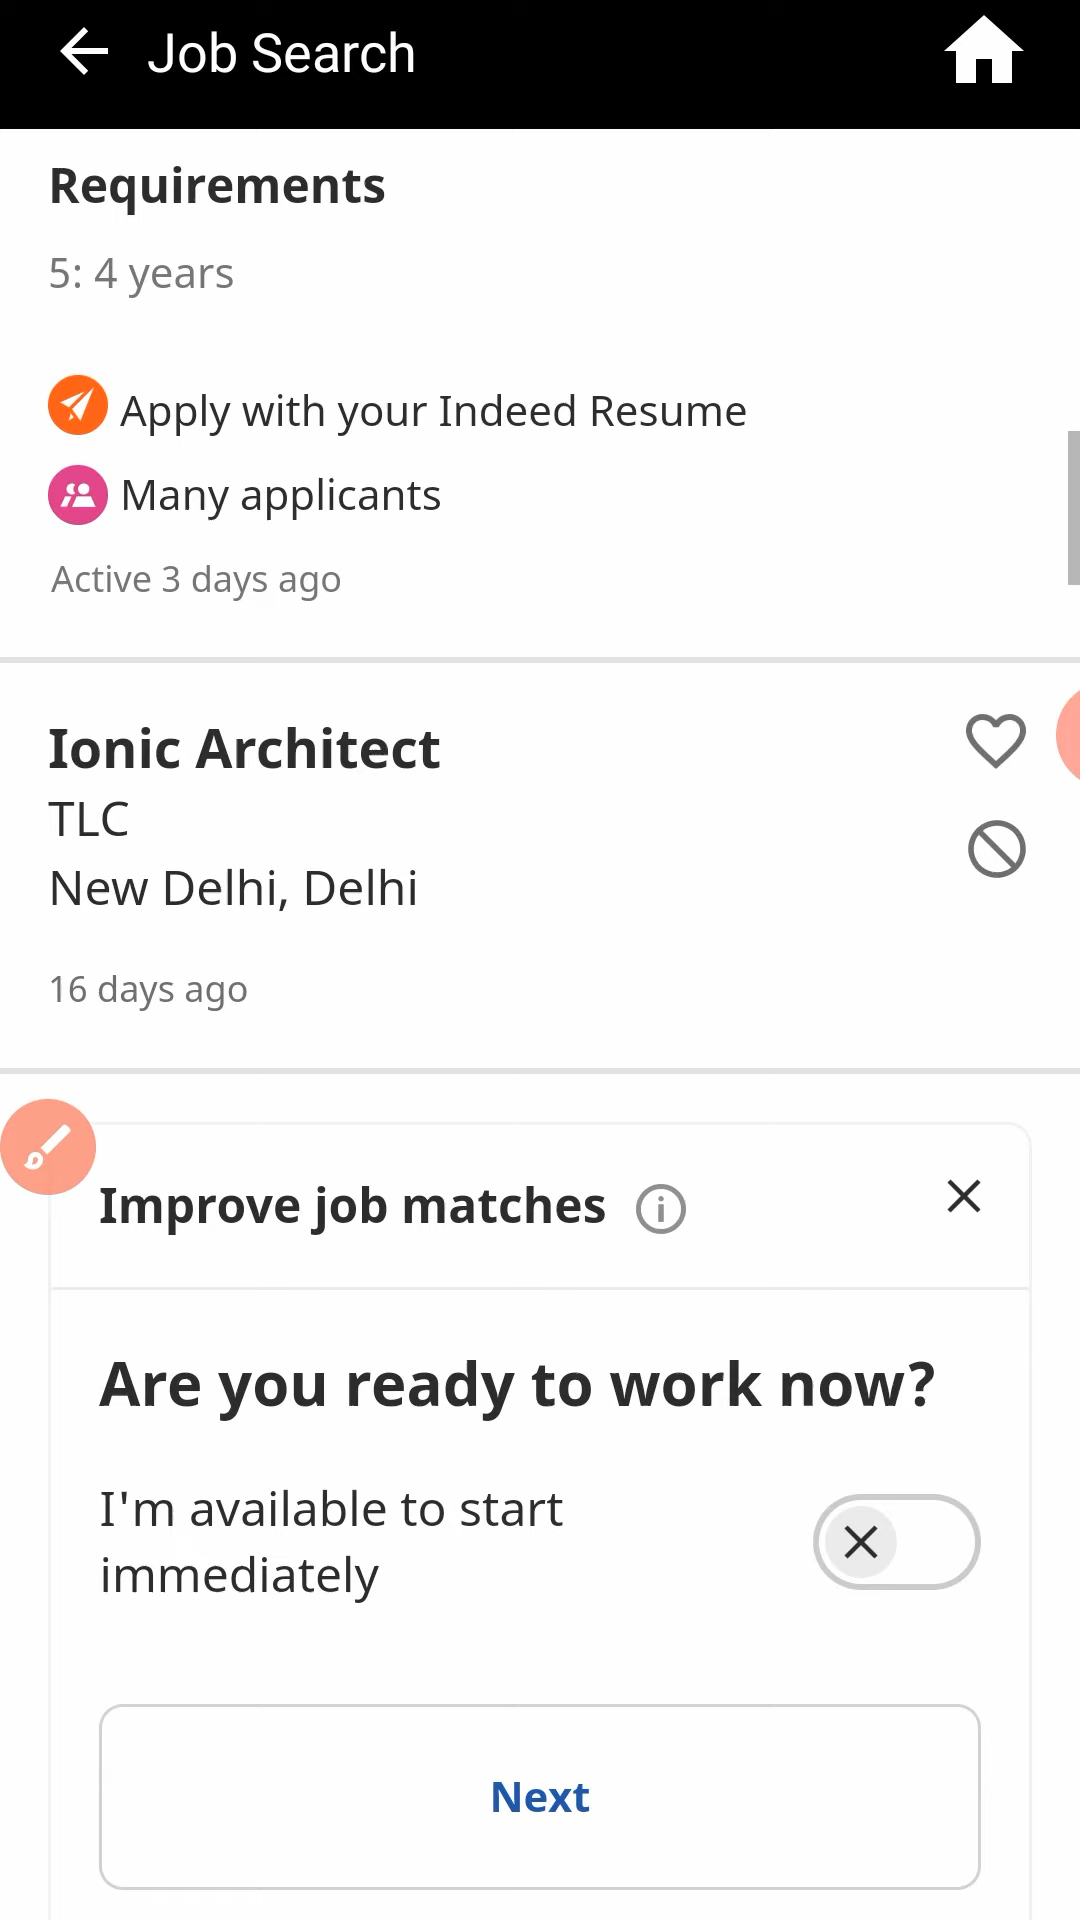 Job Search
Requirements
5: 4 years
Apply with your Indeed Resume
Many applicants
Active 3 days ago
Ionic Architect
TLC
New Delhi, Delhi
16 days ago
Improve job matches
Are you ready to work now?
I'm available to start
immediately
Next